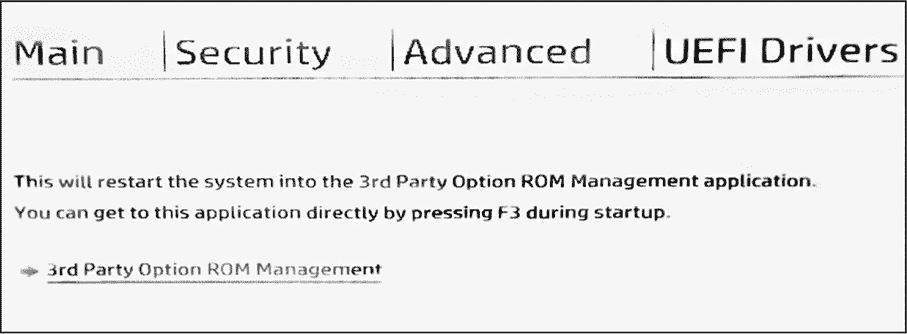 Main Security Advanced UEFI Drivers
This will restart the system into the 3rd Party Option ROM Management application.
You can get to this application directly by pressing F3 during startup.
3rd Party Option ROM Management